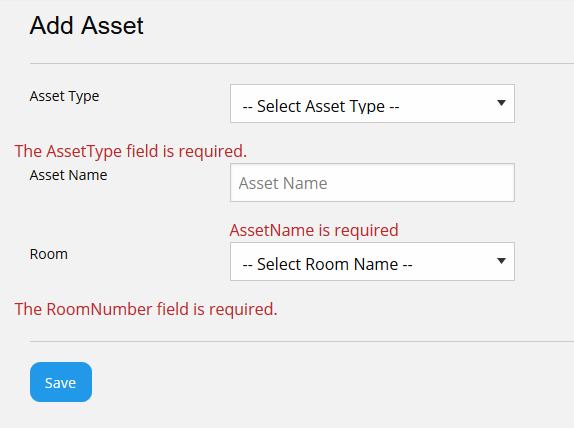 Add Asset
Asset Type
-- Select Asset Type --
The AssetType field is required.
Asset Name
Asset Name
AssetName is required
Room
-- Select Room Name --
The RoomNumber field is required.
Save